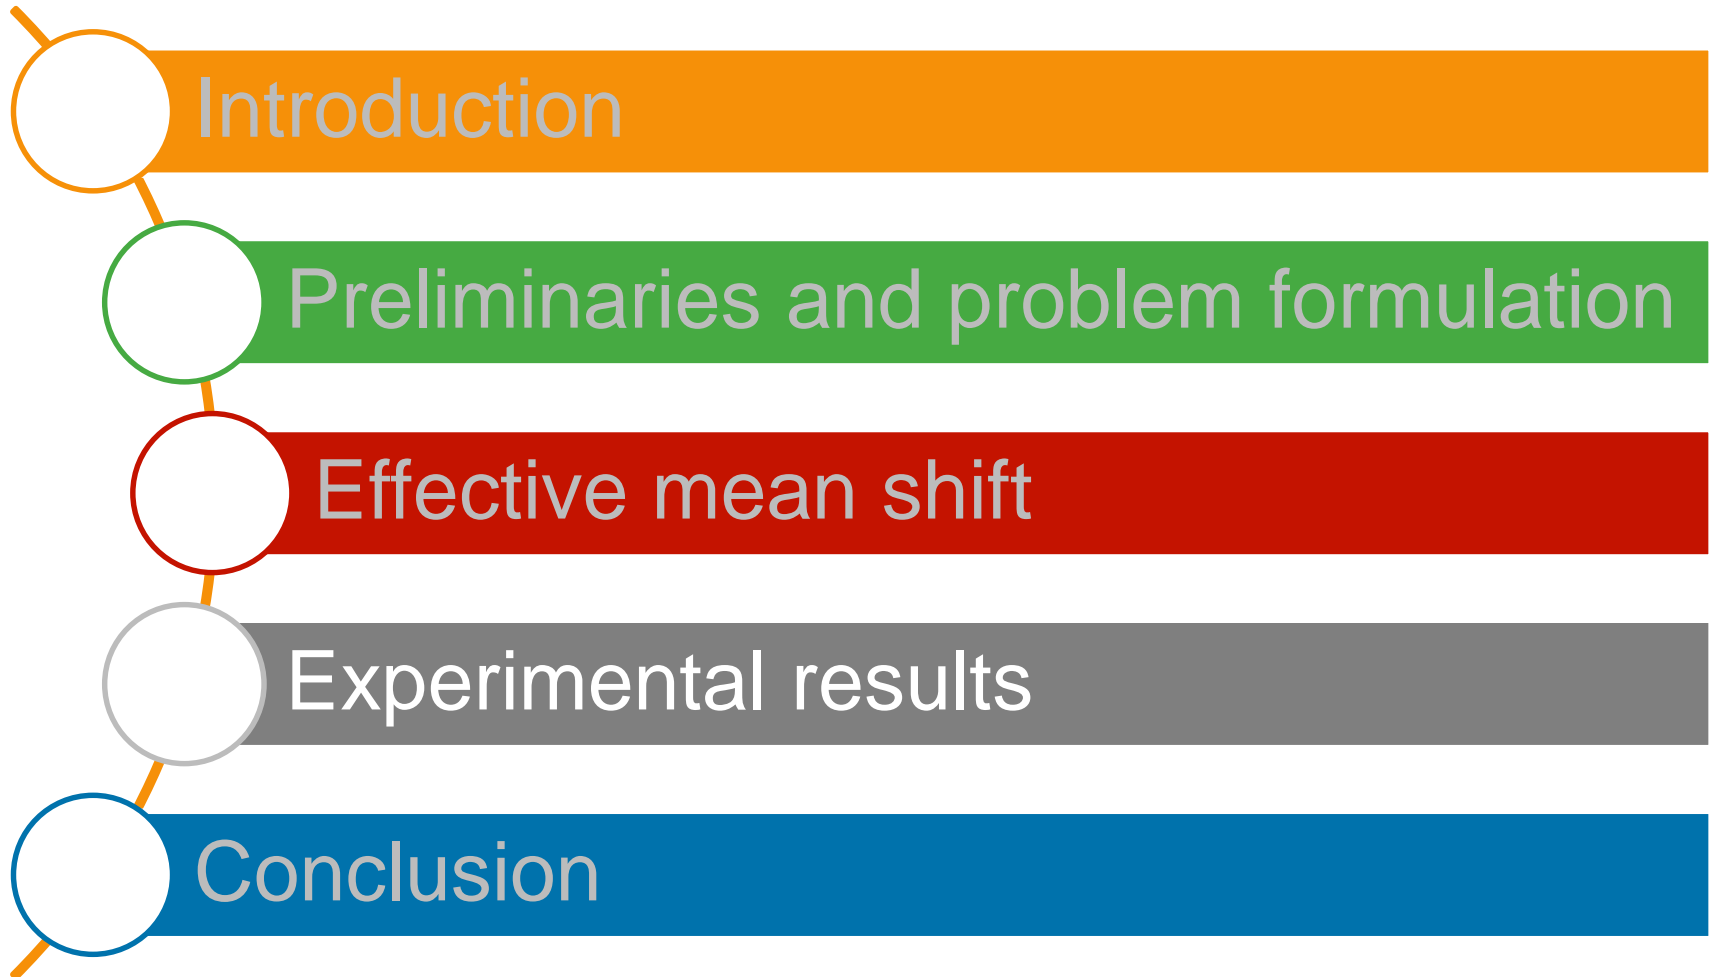 Introduction
Preliminaries and problem formulation
Effective mean shift
Experimental results
Conclusion